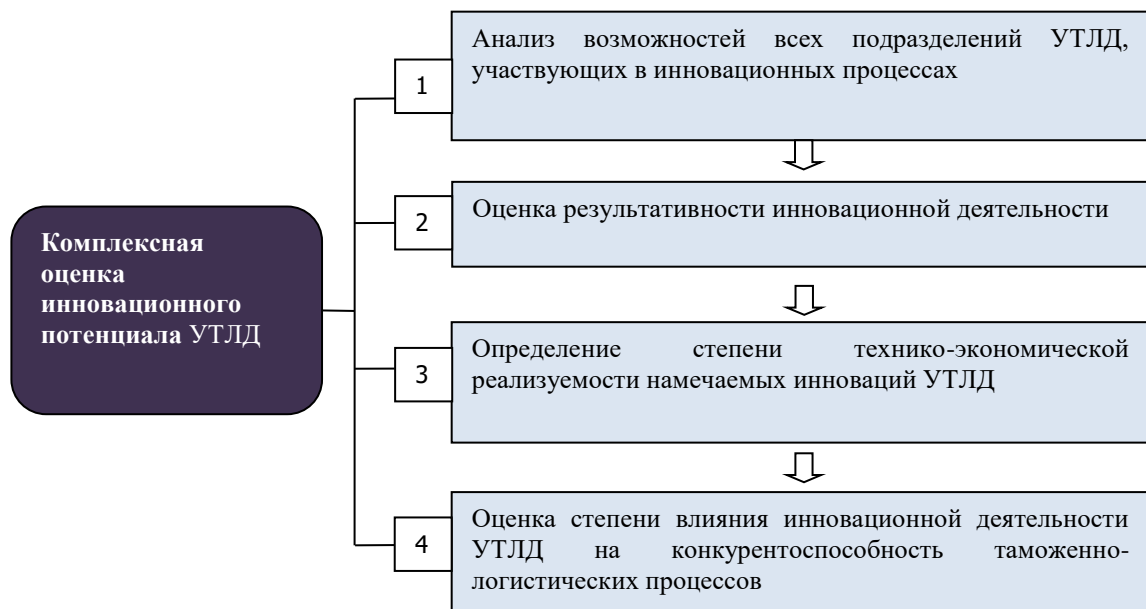 Комплексная
оценка
инновационного
потенциала УТЛД
1
Анализ возможностей всех подразделений УТЛД,
участвующих в инновационных процессах
2
Оценка результативности инновационной деятельности
3
Определение степени технико-экономической
реализуемости намечаемых инноваций УТЛД
4
Оценка степени влияния инновационной деятельности
УТЛД на конкурентоспособность таможенно-
логистических процессов